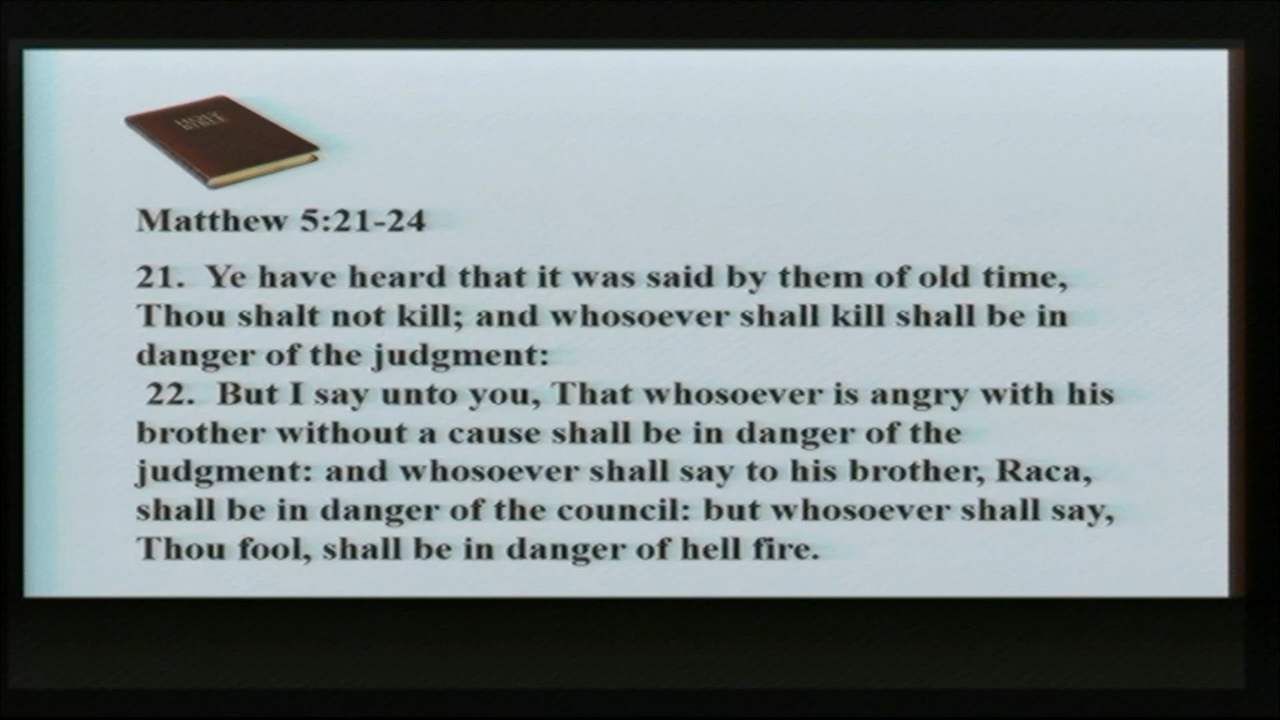 BIBLE
Matthew 5:21-24
21. Ye have heard that it was said by them of old time,
Thou shalt not kill; and whosoever shall kill shall be in
danger of the judgment:
22. But I say unto you, That whosoever is angry with his
brother without a cause shall be in danger of the
judgment: and whosoever shall say to his brother, Raca,
shall be in danger of the council: but whosoever shall say,
Thou fool, shall be in danger of hell fire.